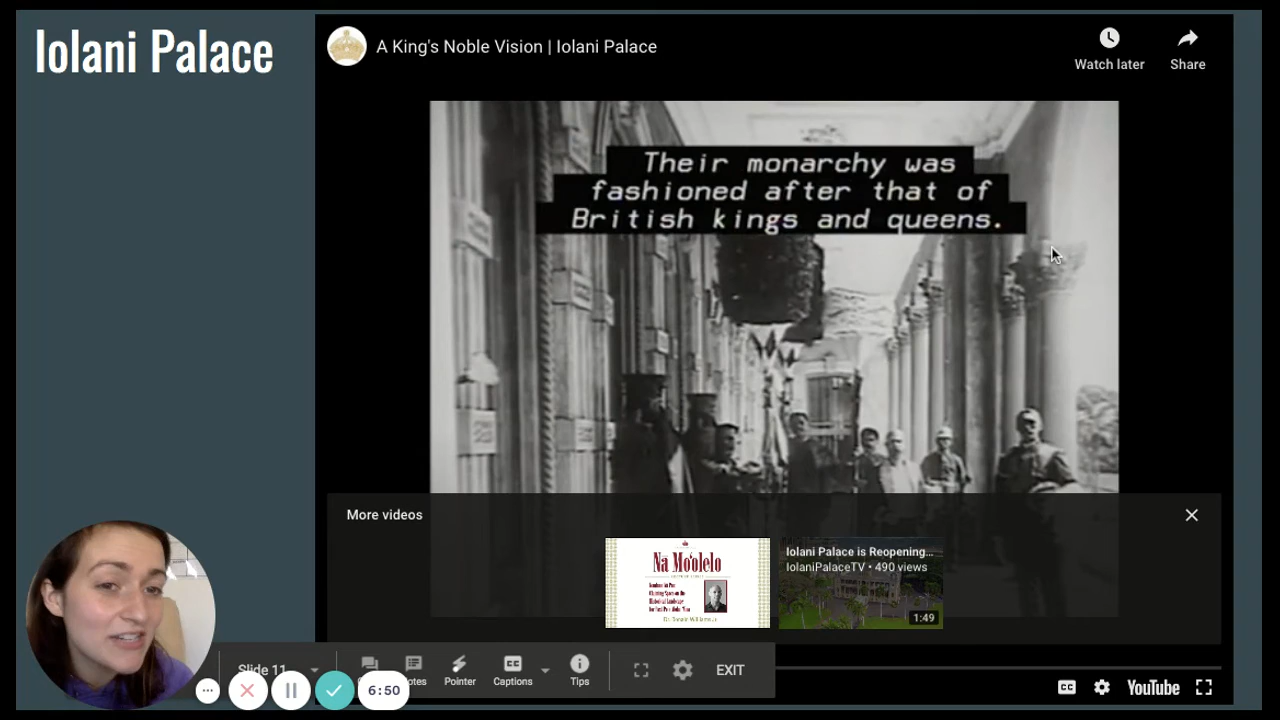 Iolani Palace
A King's Noble Vision | Iolani Palace
Watch later
Share
Their monarchy was
fashioned after that of
British kings and queens.
More videos
Nā Mo'olelo
Iolani Palace is Reopening...
IolaniPalaceTV • 490 views
1:49
Slide 11
Pointer
Captions
Tips
EXIT
6:50
CC
YouTube